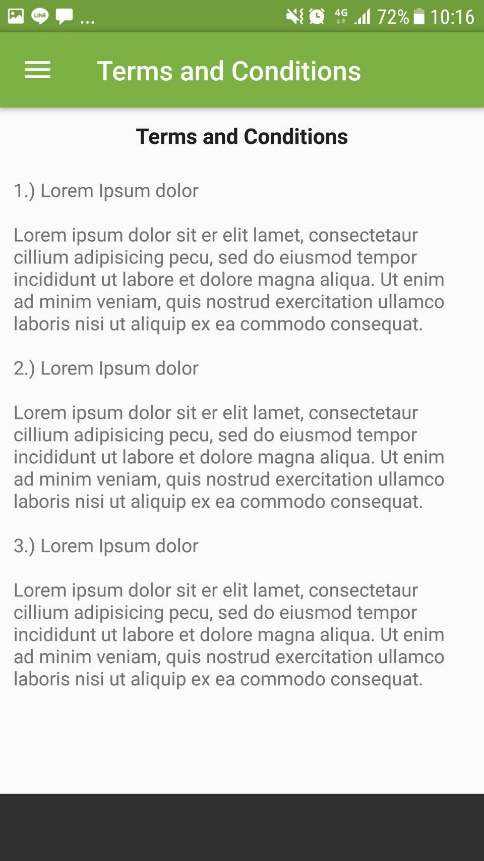 ... 4G 72% 10:16
Terms and Conditions
Terms and Conditions
1.) Lorem Ipsum dolor
Lorem ipsum dolor sit er elit lamet, consectetaur
cillium adipisicing pecu, sed do eiusmod tempor
incididunt ut labore et dolore magna aliqua. Ut enim
ad minim veniam, quis nostrud exercitation ullamco
laboris nisi ut aliquip ex ea commodo consequat.
2.) Lorem Ipsum dolor
Lorem ipsum dolor sit er elit lamet, consectetaur
cillium adipisicing pecu, sed do eiusmod tempor
incididunt ut labore et dolore magna aliqua. Ut enim
ad minim veniam, quis nostrud exercitation ullamco
laboris nisi ut aliquip ex ea commodo consequat.
3.) Lorem Ipsum dolor
Lorem ipsum dolor sit er elit lamet, consectetaur
cillium adipisicing pecu, sed do eiusmod tempor
incididunt ut labore et dolore magna aliqua. Ut enim
ad minim veniam, quis nostrud exercitation ullamco
laboris nisi ut aliquip ex ea commodo consequat.